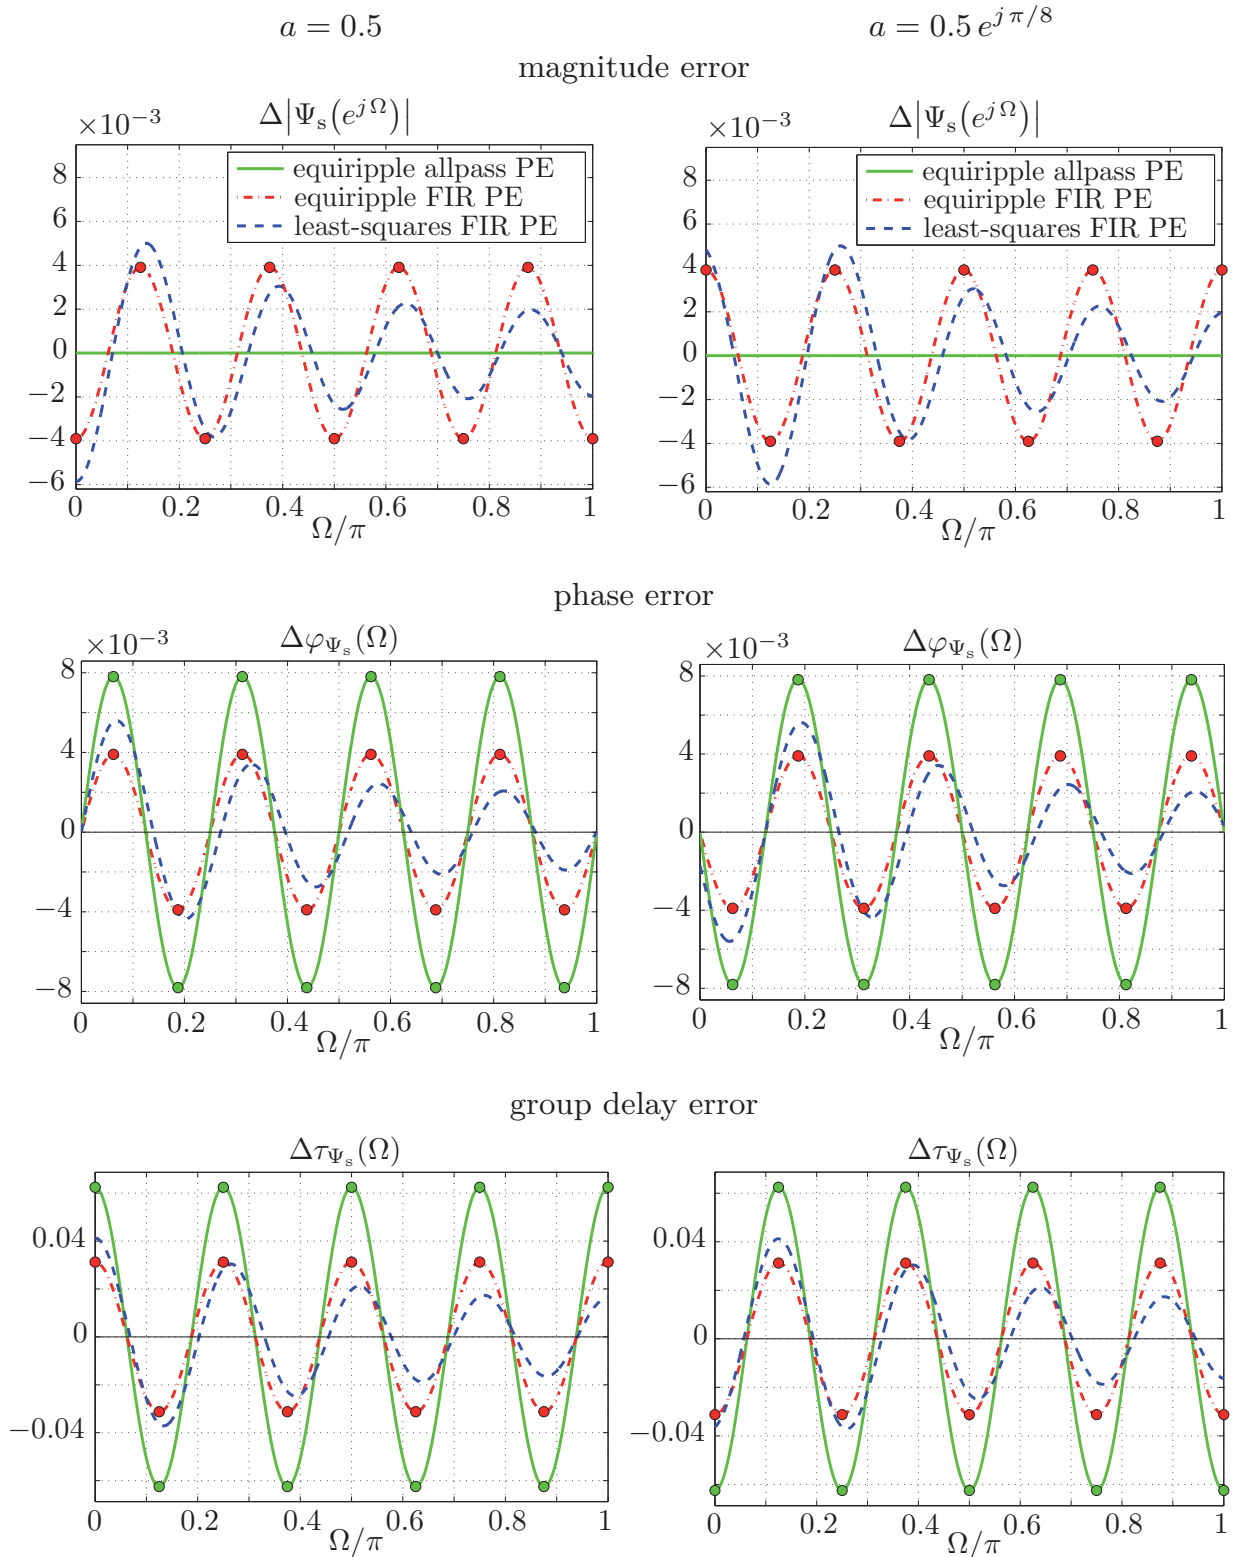 a = 0.5
a = 0.5 e^{j π/8}
magnitude error
×10⁻³
Δ|Ψₛ(e^{jΩ})|
8
6
4
2
0
−2
−4
−6
equiripple allpass PE
equiripple FIR PE
least-squares FIR PE
0 0.2 0.4 0.6 0.8 1
Ω/π
×10⁻³
Δ|Ψₛ(e^{jΩ})|
8
6
4
2
0
−2
−4
−6
equiripple allpass PE
equiripple FIR PE
least-squares FIR PE
0 0.2 0.4 0.6 0.8 1
Ω/π
phase error
×10⁻³
Δφ_{Ψₛ}(Ω)
8
4
0
−4
−8
0 0.2 0.4 0.6 0.8 1
Ω/π
×10⁻³
Δφ_{Ψₛ}(Ω)
8
4
0
−4
−8
0 0.2 0.4 0.6 0.8 1
Ω/π
group delay error
Δτ_{Ψₛ}(Ω)
0.04
0
−0.04
0 0.2 0.4 0.6 0.8 1
Ω/π
Δτ_{Ψₛ}(Ω)
0.04
0
−0.04
0 0.2 0.4 0.6 0.8 1
Ω/π